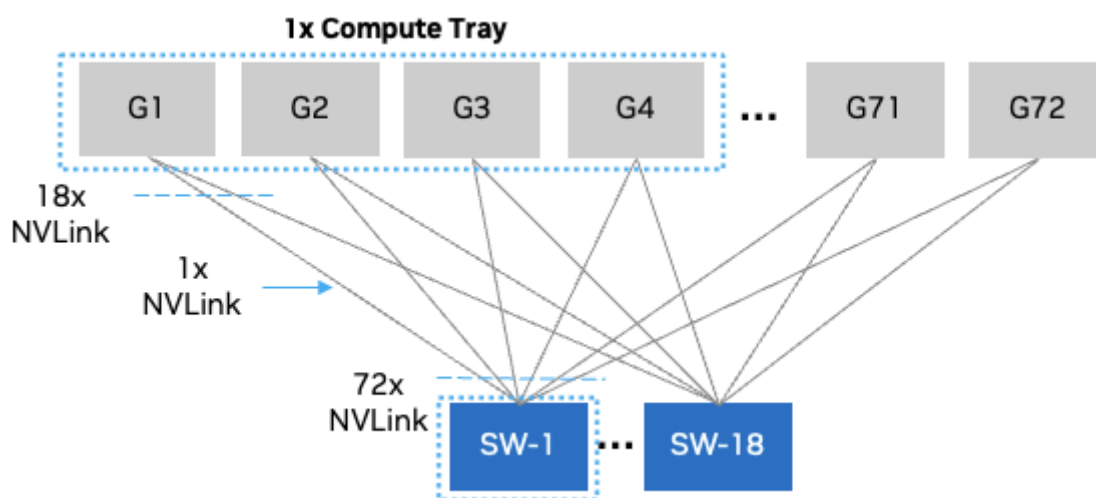 1x Compute Tray
G1
G2
G3
G4
...
G71
G72
18x
NVLink
1x
NVLink
72x
NVLink
SW-1
...
SW-18